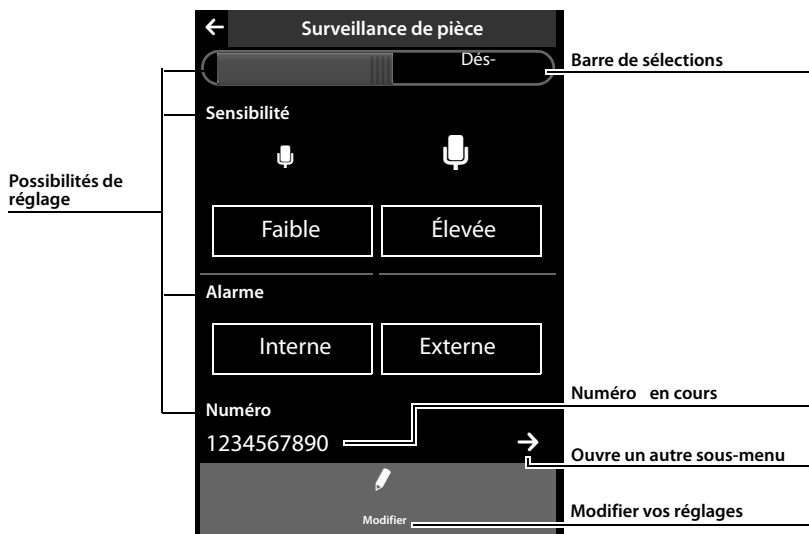 Surveillance de pièce
Dés-
Barre de sélections
Sensibilité
Possibilités de
réglage
Faible
Élevée
Alarme
Interne
Externe
Numéro en cours
Numéro
1234567890
Ouvre un autre sous-menu
Modifier vos réglages
Modifier